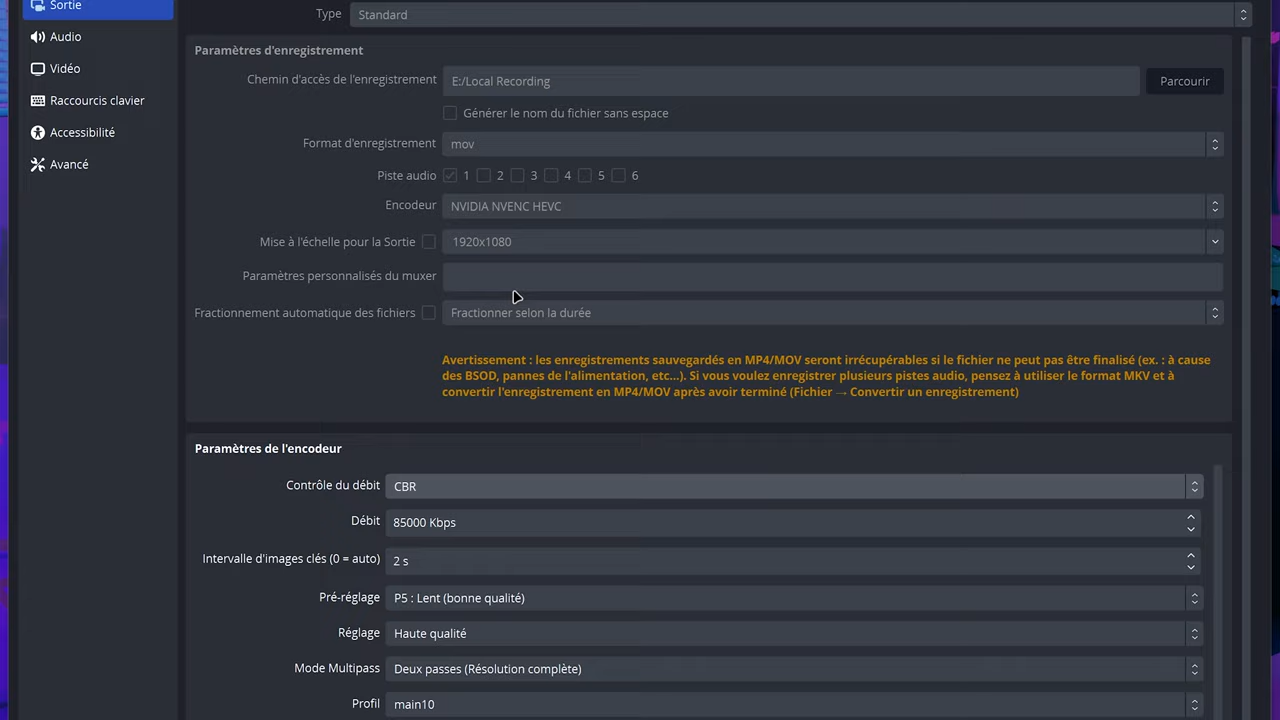 Sortie
Type Standard
Audio
Paramètres d'enregistrement
Vidéo
Chemin d'accès de l'enregistrement E:/Local Recording Parcourir
Raccourcis clavier
Générer le nom du fichier sans espace
Accessibilité
Format d'enregistrement mov
Avancé
Piste audio 1 2 3 4 5 6
Encodeur NVIDIA NVENC HEVC
Mise à l'échelle pour la Sortie 1920x1080
Paramètres personnalisés du muxer
Fractionnement automatique des fichiers Fractionner selon la durée
Avertissement : les enregistrements sauvegardés en MP4/MOV seront irrécupérables si le fichier ne peut pas être finalisé (ex. : à cause
des BSOD, pannes de l'alimentation, etc...). Si vous voulez enregistrer plusieurs pistes audio, pensez à utiliser le format MKV et à
convertir l'enregistrement en MP4/MOV après avoir terminé (Fichier → Convertir un enregistrement)
Paramètres de l'encodeur
Contrôle du débit CBR
Débit 85000 Kbps
Intervalle d'images clés (0 = auto) 2 s
Pré-réglage P5 : Lent (bonne qualité)
Réglage Haute qualité
Mode Multipass Deux passes (Résolution complète)
Profil main10